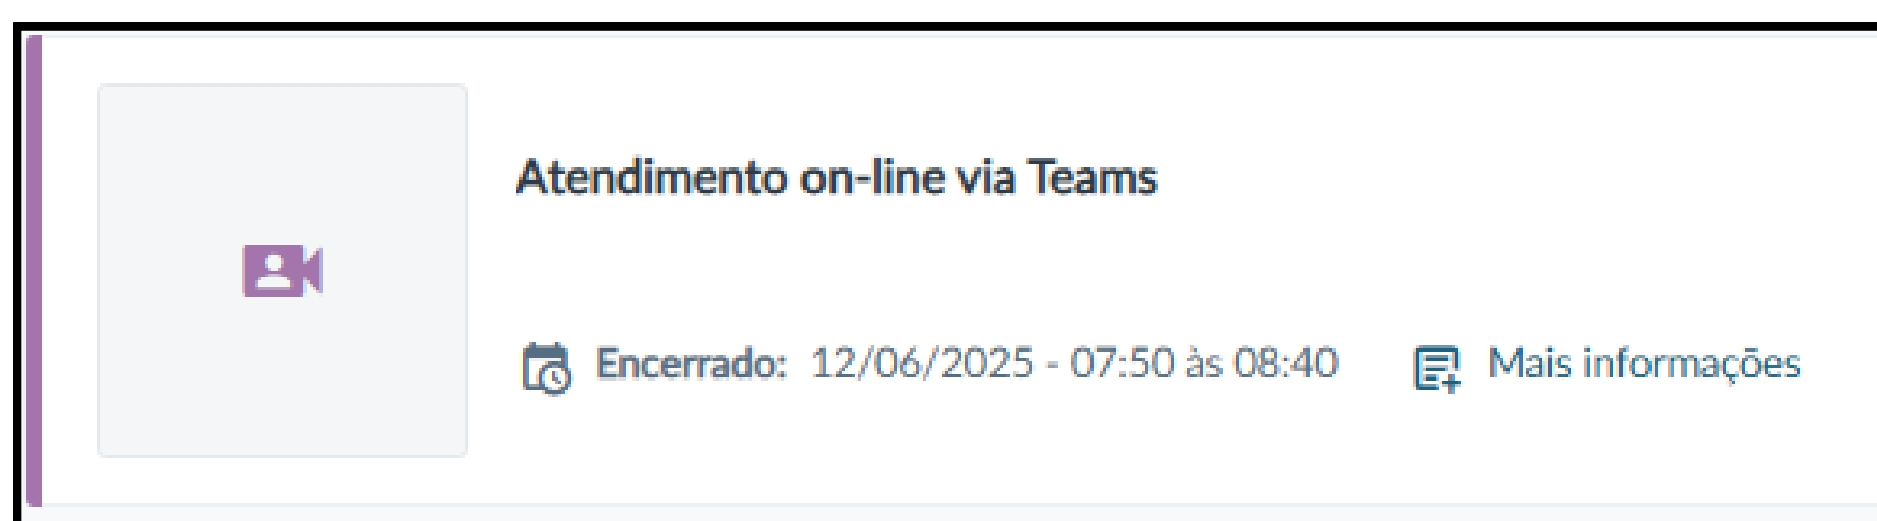 Atendimento on-line via Teams
Encerrado: 12/06/2025 - 07:50 às 08:40 Mais informações